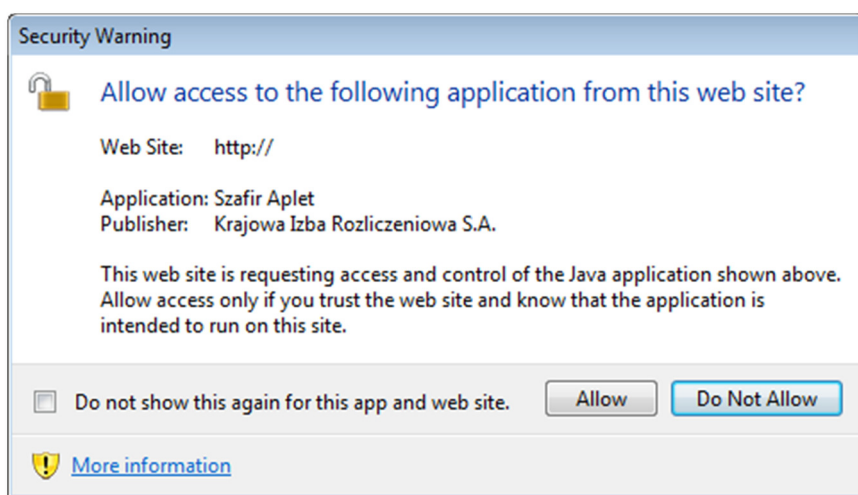 Security Warning
Allow access to the following application from this web site?
Web Site: http://
Application: Szafir Aplet
Publisher: Krajowa Izba Rozliczeniowa S.A.
This web site is requesting access and control of the Java application shown above.
Allow access only if you trust the web site and know that the application is
intended to run on this site.
Do not show this again for this app and web site. Allow Do Not Allow
More information